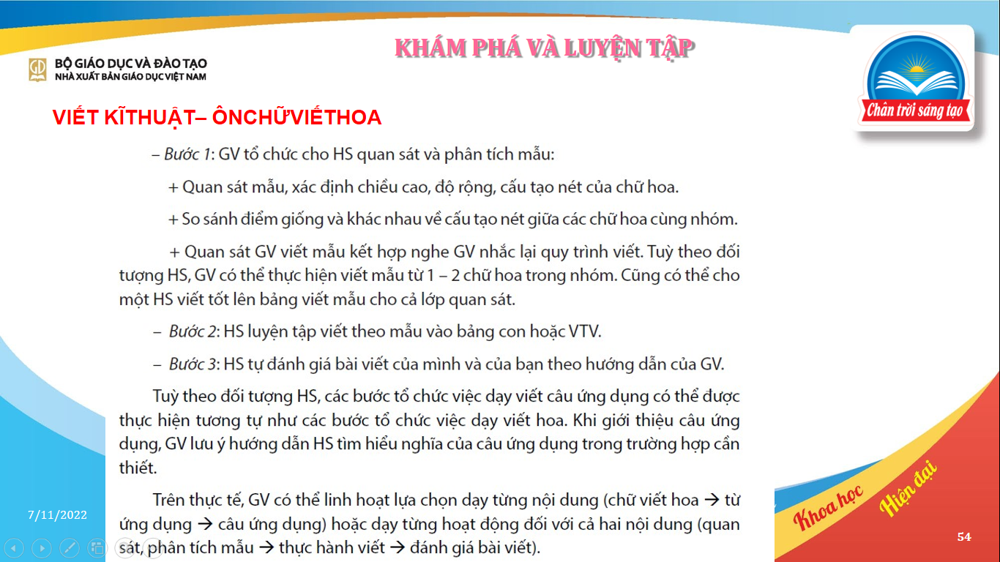 KHÁM PHÁ VÀ LUYỆN TẬP
BỘ GIÁO DỤC VÀ ĐÀO TẠO
NHÀ XUẤT BẢN GIÁO DỤC VIỆT NAM
Chân trời sáng tạo
VIẾT KĨTHUẬT– ÔNCHỮVIẾTHOA
– Bước 1: GV tổ chức cho HS quan sát và phân tích mẫu:
+ Quan sát mẫu, xác định chiều cao, độ rộng, cấu tạo nét của chữ hoa.
+ So sánh điểm giống và khác nhau về cấu tạo nét giữa các chữ hoa cùng nhóm.
+ Quan sát GV viết mẫu kết hợp nghe GV nhắc lại quy trình viết. Tuỳ theo đối
tượng HS, GV có thể thực hiện viết mẫu từ 1 – 2 chữ hoa trong nhóm. Cũng có thể cho
một HS viết tốt lên bảng viết mẫu cho cả lớp quan sát.
– Bước 2: HS luyện tập viết theo mẫu vào bảng con hoặc VTV.
– Bước 3: HS tự đánh giá bài viết của mình và của bạn theo hướng dẫn của GV.
Tuỳ theo đối tượng HS, các bước tổ chức việc dạy viết câu ứng dụng có thể được
thực hiện tương tự như các bước tổ chức việc dạy viết hoa. Khi giới thiệu câu ứng
dụng, GV lưu ý hướng dẫn HS tìm hiểu nghĩa của câu ứng dụng trong trường hợp cần
thiết.
Trên thực tế, GV có thể linh hoạt lựa chọn dạy từng nội dung (chữ viết hoa → từ
ứng dụng → câu ứng dụng) hoặc dạy từng hoạt động đối với cả hai nội dung (quan
sát, phân tích mẫu → thực hành viết → đánh giá bài viết).
Khoa học
Hiện đại
7/11/2022
54